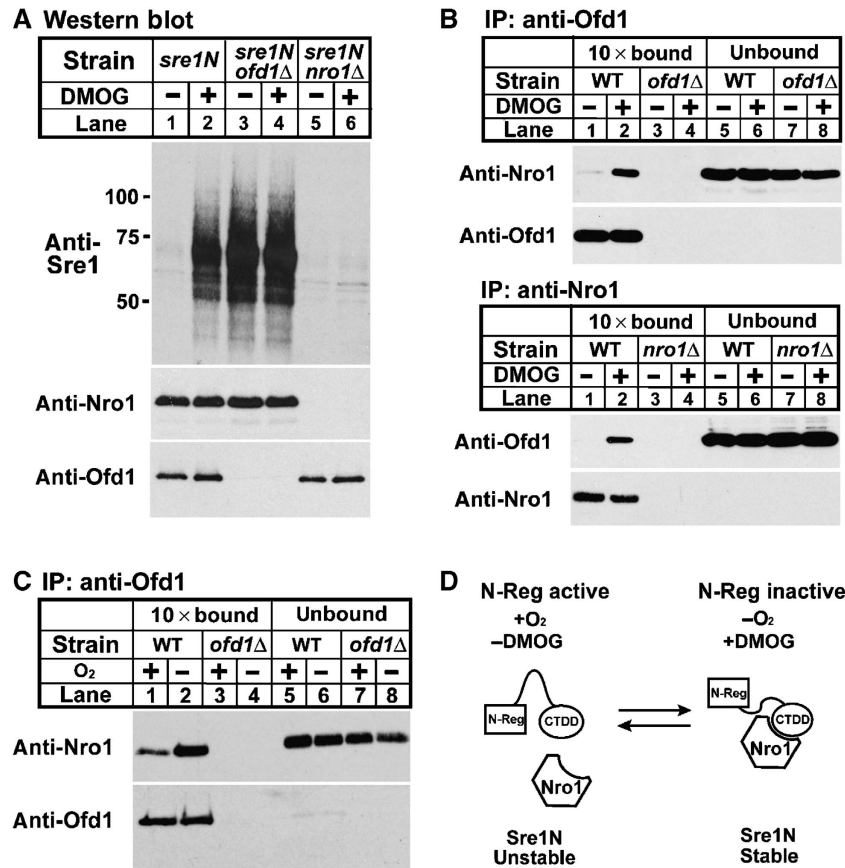 A Western blot
Strain sre1N sre1N ofd1Δ sre1N nro1Δ
DMOG − + − + − +
Lane 1 2 3 4 5 6
100
75
Anti-Sre1
50
Anti-Nro1
Anti-Ofd1
B IP: anti-Ofd1
10 × bound Unbound
Strain WT ofd1Δ WT ofd1Δ
DMOG − + − + − + − +
Lane 1 2 3 4 5 6 7 8
Anti-Nro1
Anti-Ofd1
IP: anti-Nro1
10 × bound Unbound
Strain WT nro1Δ WT nro1Δ
DMOG − + − + − + − +
Lane 1 2 3 4 5 6 7 8
Anti-Ofd1
Anti-Nro1
C IP: anti-Ofd1
10 × bound Unbound
Strain WT ofd1Δ WT ofd1Δ
O₂ + − + − + − + −
Lane 1 2 3 4 5 6 7 8
Anti-Nro1
Anti-Ofd1
D
N-Reg active N-Reg inactive
+O₂ −O₂
−DMOG +DMOG
N-Reg CTDD
Nro1
N-Reg CTDD
Nro1
Sre1N Sre1N
Unstable Stable